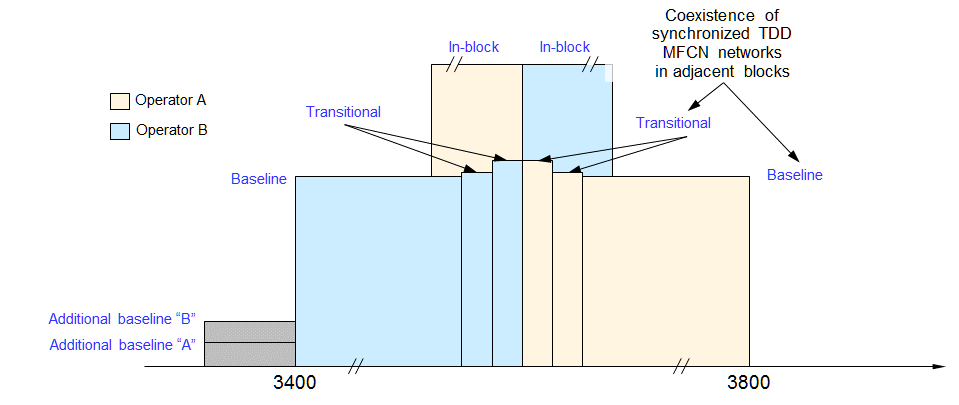 Coexistence of
synchronized TDD
MFCN networks
in adjacent blocks
In-block
In-block
Operator A
Operator B
Transitional
Transitional
Baseline
Baseline
Additional baseline “B”
Additional baseline “A”
3400
3800